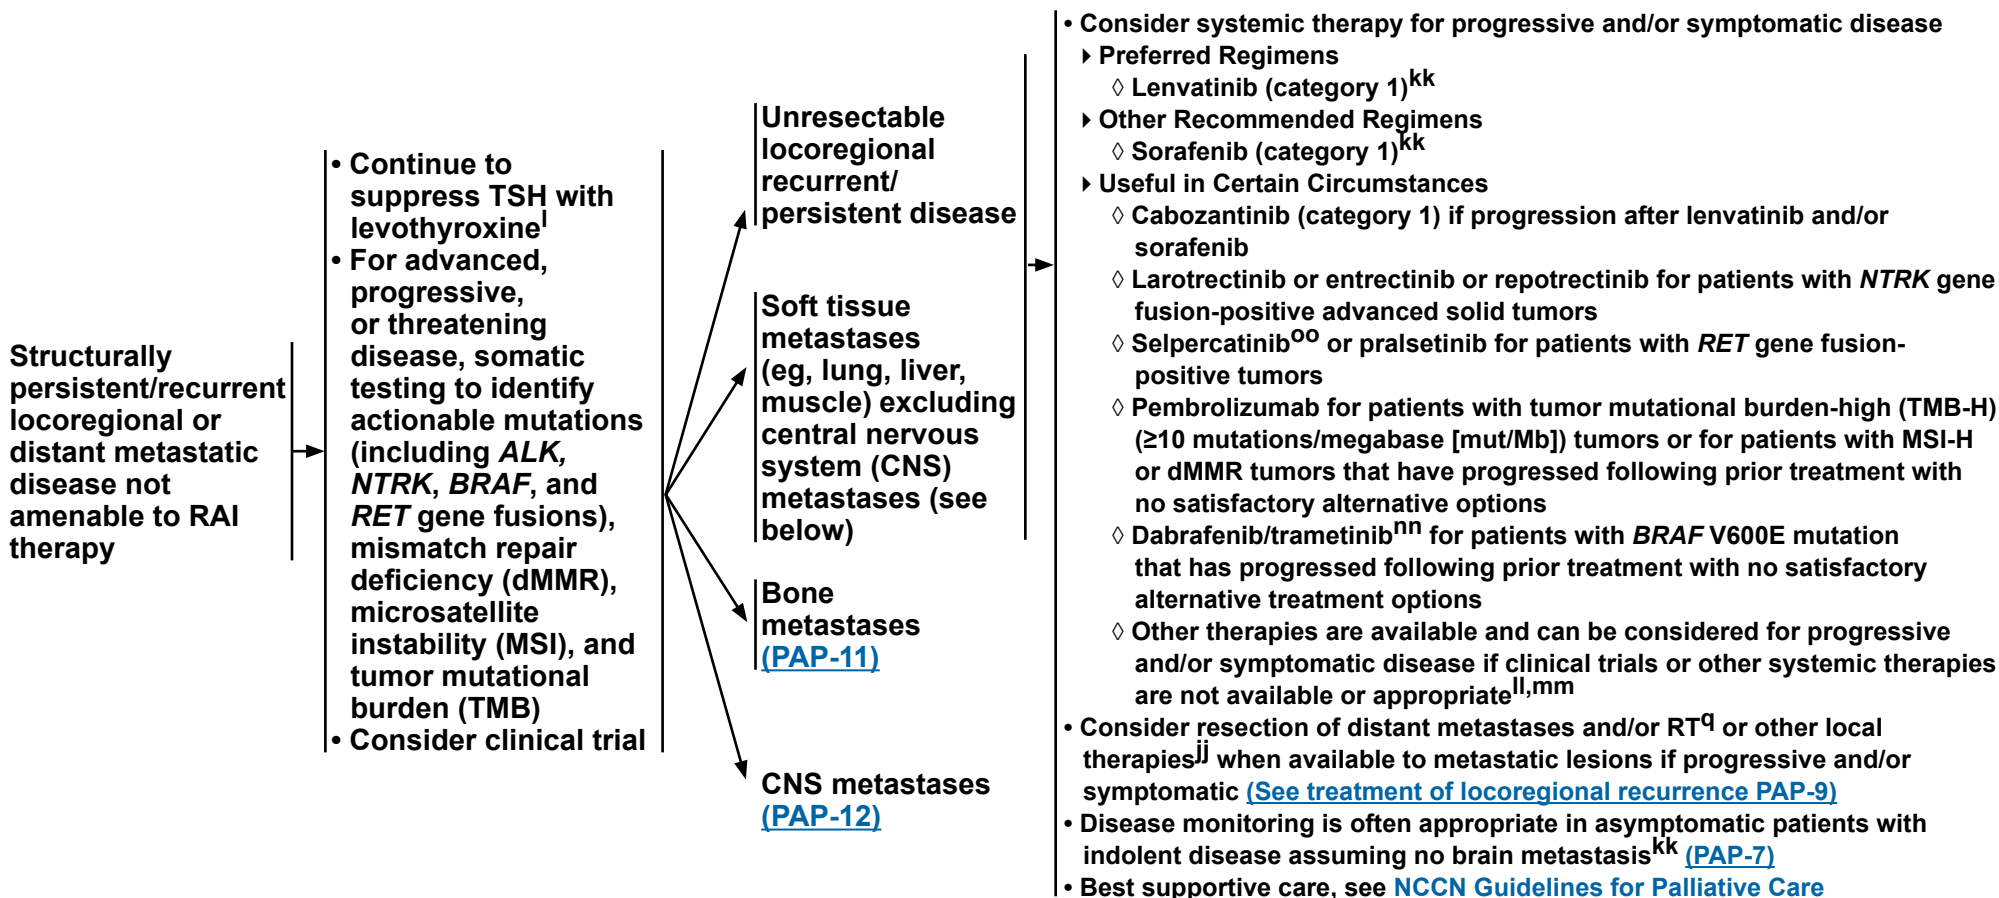 Structurally
persistent/recurrent
locoregional or
distant metastatic
disease not
amenable to RAI
therapy
• Continue to
suppress TSH with
levothyroxinel
• For advanced,
progressive,
or threatening
disease, somatic
testing to identify
actionable mutations
(including ALK,
NTRK, BRAF, and
RET gene fusions),
mismatch repair
deficiency (dMMR),
microsatellite
instability (MSI), and
tumor mutational
burden (TMB)
• Consider clinical trial
Unresectable
locoregional
recurrent/
persistent disease
Soft tissue
metastases
(eg, lung, liver,
muscle) excluding
central nervous
system (CNS)
metastases (see
below)
Bone
metastases
(PAP-11)
CNS metastases
(PAP-12)
• Consider systemic therapy for progressive and/or symptomatic disease
▸ Preferred Regimens
◊ Lenvatinib (category 1)kk
▸ Other Recommended Regimens
◊ Sorafenib (category 1)kk
▸ Useful in Certain Circumstances
◊ Cabozantinib (category 1) if progression after lenvatinib and/or
sorafenib
◊ Larotrectinib or entrectinib or repotrectinib for patients with NTRK gene
fusion-positive advanced solid tumors
◊ Selpercatiniboo or pralsetinib for patients with RET gene fusion-
positive tumors
◊ Pembrolizumab for patients with tumor mutational burden-high (TMB-H)
(≥10 mutations/megabase [mut/Mb]) tumors or for patients with MSI-H
or dMMR tumors that have progressed following prior treatment with
no satisfactory alternative options
◊ Dabrafenib/trametinibnn for patients with BRAF V600E mutation
that has progressed following prior treatment with no satisfactory
alternative treatment options
◊ Other therapies are available and can be considered for progressive
and/or symptomatic disease if clinical trials or other systemic therapies
are not available or appropriatell,mm
• Consider resection of distant metastases and/or RTq or other local
therapiesjj when available to metastatic lesions if progressive and/or
symptomatic (See treatment of locoregional recurrence PAP-9)
• Disease monitoring is often appropriate in asymptomatic patients with
indolent disease assuming no brain metastasiskk (PAP-7)
• Best supportive care, see NCCN Guidelines for Palliative Care